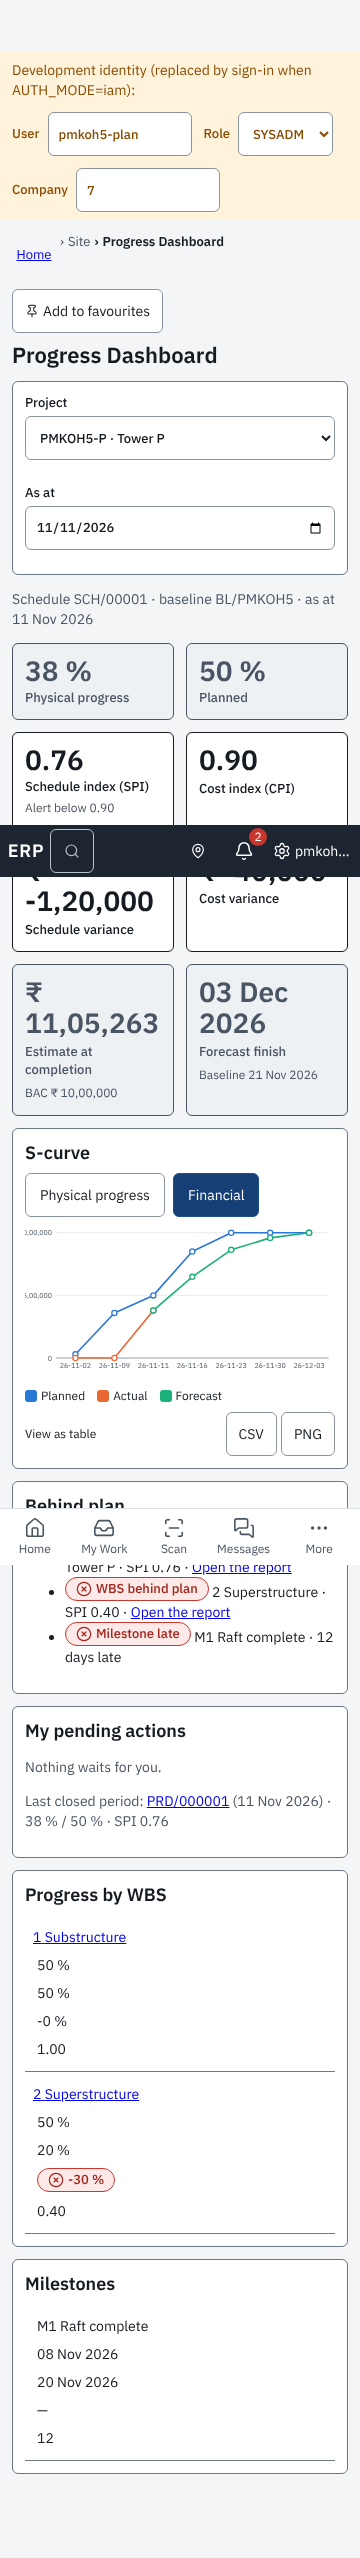 Development identity (replaced by sign-in when
AUTH_MODE=iam):
User pmkoh5-plan Role SYSADM
Company 7
Home › Site › Progress Dashboard
Add to favourites
Progress Dashboard
Project
PMKOH5-P · Tower P
As at
11/11/2026
Schedule SCH/00001 · baseline BL/PMKOH5 · as at
11 Nov 2026
38 %
Physical progress
50 %
Planned
0.76
Schedule index (SPI)
Alert below 0.90
0.90
Cost index (CPI)
ERP
2
pmkoh...
-1,20,000
Schedule variance
Cost variance
₹
11,05,263
Estimate at
completion
BAC ₹ 10,00,000
03 Dec
2026
Forecast finish
Baseline 21 Nov 2026
S-curve
Physical progress
Financial
0
26-11-02 26-11-09 26-11-11 26-11-16 26-11-23 26-11-30 26-12-03
Planned Actual Forecast
View as table
CSV
PNG
Behind plan
Home My Work Scan Messages More
Tower P · SPI 0.76 · Open the report
WBS behind plan 2 Superstructure ·
SPI 0.40 · Open the report
Milestone late M1 Raft complete · 12
days late
My pending actions
Nothing waits for you.
Last closed period: PRD/000001 (11 Nov 2026) ·
38 % / 50 % · SPI 0.76
Progress by WBS
1 Substructure
50 %
50 %
-0 %
1.00
2 Superstructure
50 %
20 %
-30 %
0.40
Milestones
M1 Raft complete
08 Nov 2026
20 Nov 2026
—
12